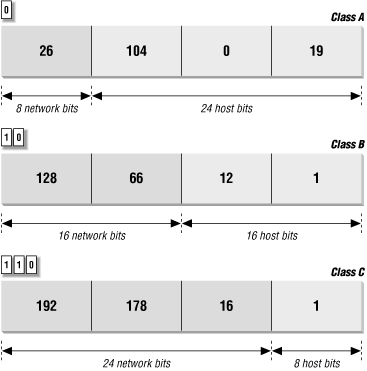 0
Class A
26 104 0 19
8 network bits 24 host bits
1 0
Class B
128 66 12 1
16 network bits 16 host bits
1 1 0
Class C
192 178 16 1
24 network bits 8 host bits